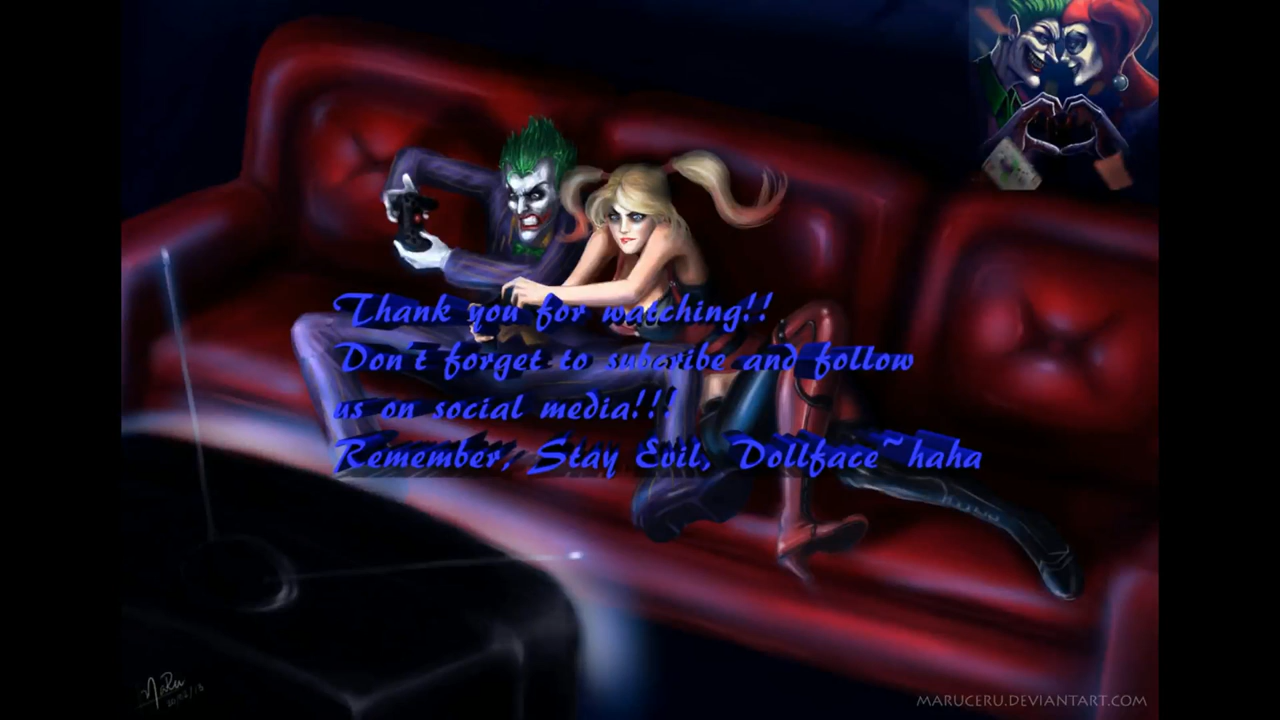 Thank you for watching!!
Don't forget to subcribe and follow
us on social media!!!
Remember, Stay Evil, Dollface~haha
MaRu
MARUCERU.DEVIANTART.COM